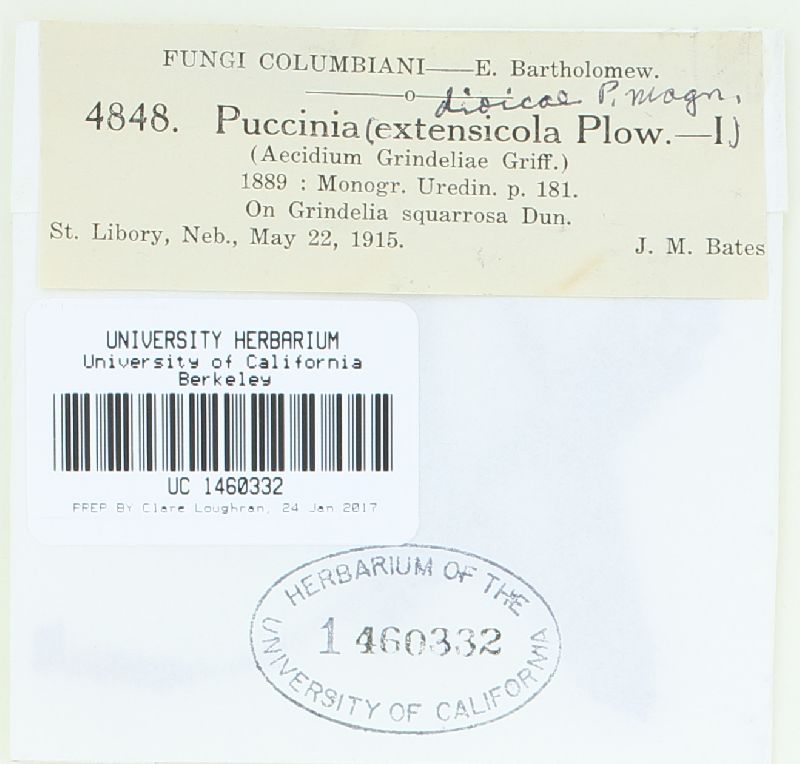 FUNGI COLUMBIANI——E. Bartholomew.
o dioicae P. Magn.
4848. Puccinia (extensicola Plow.—I)
(Aecidium Grindeliae Griff.)
1889 : Monogr. Uredin. p. 181.
On Grindelia squarrosa Dun.
St. Libory, Neb., May 22, 1915. J. M. Bates
UNIVERSITY HERBARIUM
University of California
Berkeley
UC 1460332
PREP BY Clare Loughran, 24 Jan 2017
HERBARIUM OF THE
1460332
UNIVERSITY OF CALIFORNIA